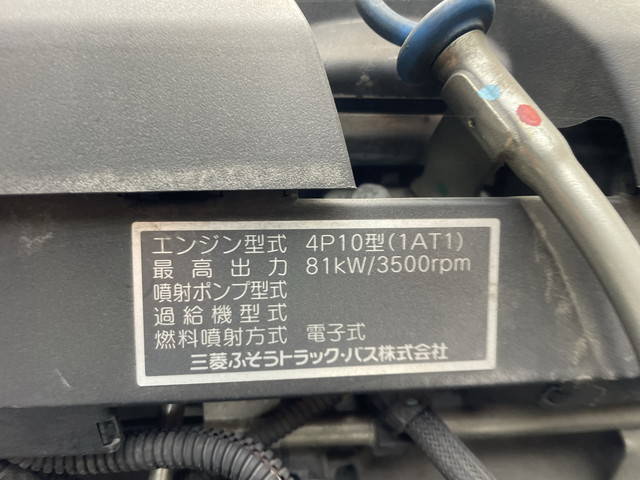 エンジン型式 4P10型(1AT1)
最高出力 81kW/3500rpm
噴射ポンプ型式
過給機型式
燃料噴射方式 電子式
三菱ふそうトラック・バス株式会社